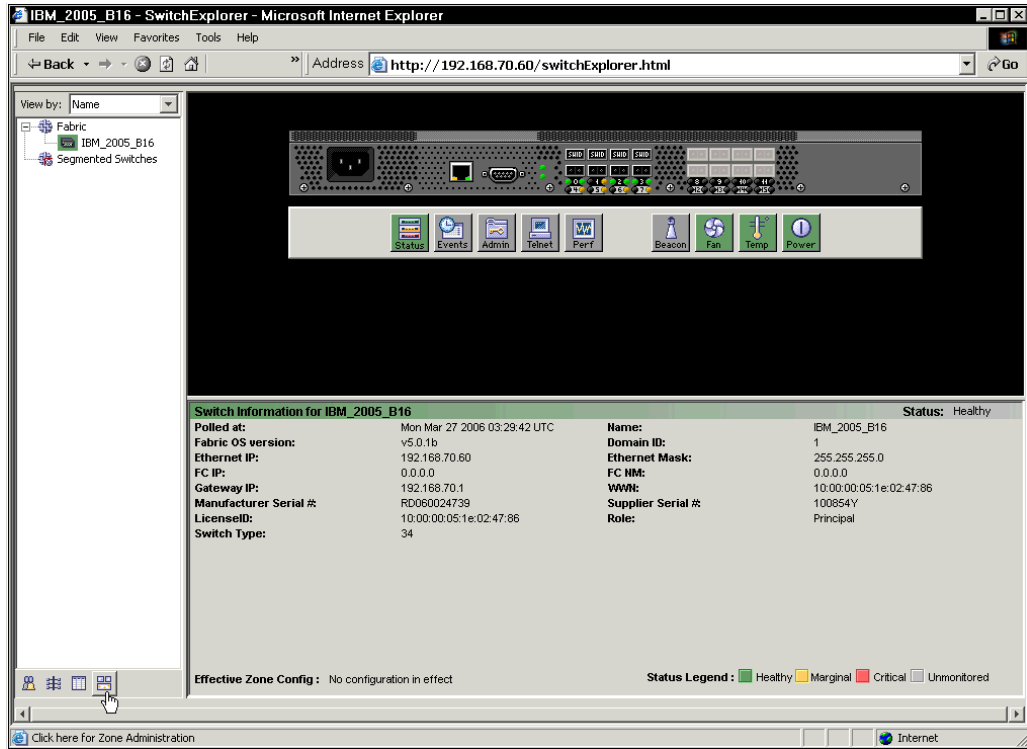 IBM_2005_B16 - SwitchExplorer - Microsoft Internet Explorer
File Edit View Favorites Tools Help
Back » Address http://192.168.70.60/switchExplorer.html Go
View by: Name
Fabric
IBM_2005_B16
Segmented Switches
Status Events Admin Telnet Perf Beacon Fan Temp Power
Switch Information for IBM_2005_B16 Status: Healthy
Polled at: Mon Mar 27 2006 03:29:42 UTC Name: IBM_2005_B16
Fabric OS version: v5.0.1b Domain ID: 1
Ethernet IP: 192.168.70.60 Ethernet Mask: 255.255.255.0
FC IP: 0.0.0.0 FC NM: 0.0.0.0
Gateway IP: 192.168.70.1 WWN: 10:00:00:05:1e:02:47:86
Manufacturer Serial #: RD060024739 Supplier Serial #: 100854Y
LicenseID: 10:00:00:05:1e:02:47:86 Role: Principal
Switch Type: 34
Effective Zone Config : No configuration in effect Status Legend : Healthy Marginal Critical Unmonitored
Click here for Zone Administration Internet